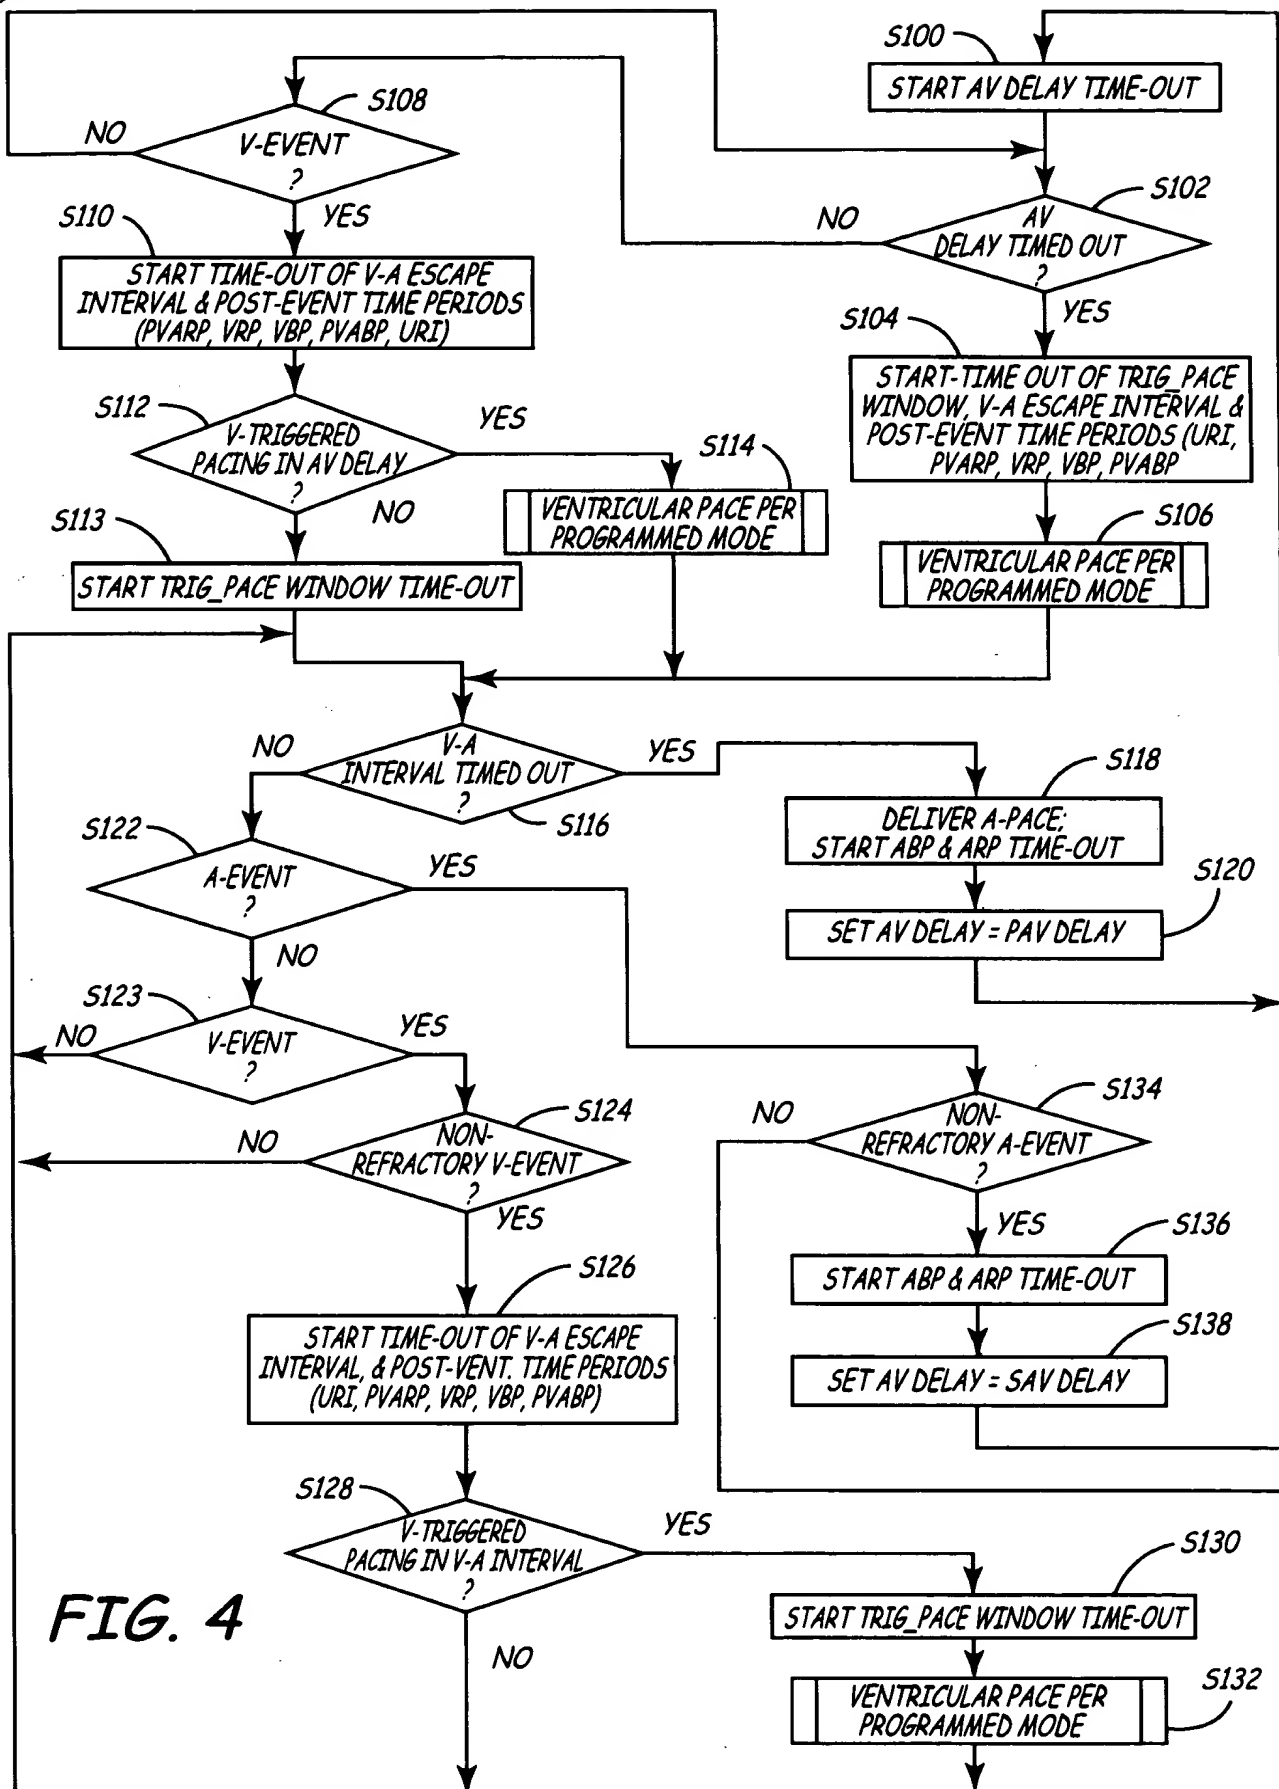 S100
START AV DELAY TIME-OUT
S108
NO
V-EVENT
?
YES
S102
NO
AV
DELAY TIMED OUT
?
YES
S110
START TIME-OUT OF V-A ESCAPE
INTERVAL & POST-EVENT TIME PERIODS
(PVARP, VRP, VBP, PVABP, URI)
S104
START-TIME OUT OF TRIG_PACE
WINDOW, V-A ESCAPE INTERVAL &
POST-EVENT TIME PERIODS (URI,
PVARP, VRP, VBP, PVABP
S112
V-TRIGGERED
PACING IN AV DELAY
?
YES
NO
S114
VENTRICULAR PACE PER
PROGRAMMED MODE
S106
VENTRICULAR PACE PER
PROGRAMMED MODE
S113
START TRIG_PACE WINDOW TIME-OUT
NO
V-A
INTERVAL TIMED OUT
?
YES
S116
S118
DELIVER A-PACE;
START ABP & ARP TIME-OUT
S120
SET AV DELAY = PAV DELAY
S122
A-EVENT
?
YES
NO
S123
NO
V-EVENT
?
YES
S124
NO
NON-
REFRACTORY V-EVENT
?
YES
S134
NO
NON-
REFRACTORY A-EVENT
?
YES
S136
START ABP & ARP TIME-OUT
S138
SET AV DELAY = SAV DELAY
S126
START TIME-OUT OF V-A ESCAPE
INTERVAL, & POST-VENT. TIME PERIODS
(URI, PVARP, VRP, VBP, PVABP)
S128
V-TRIGGERED
PACING IN V-A INTERVAL
?
YES
NO
S130
START TRIG_PACE WINDOW TIME-OUT
S132
VENTRICULAR PACE PER
PROGRAMMED MODE
FIG. 4